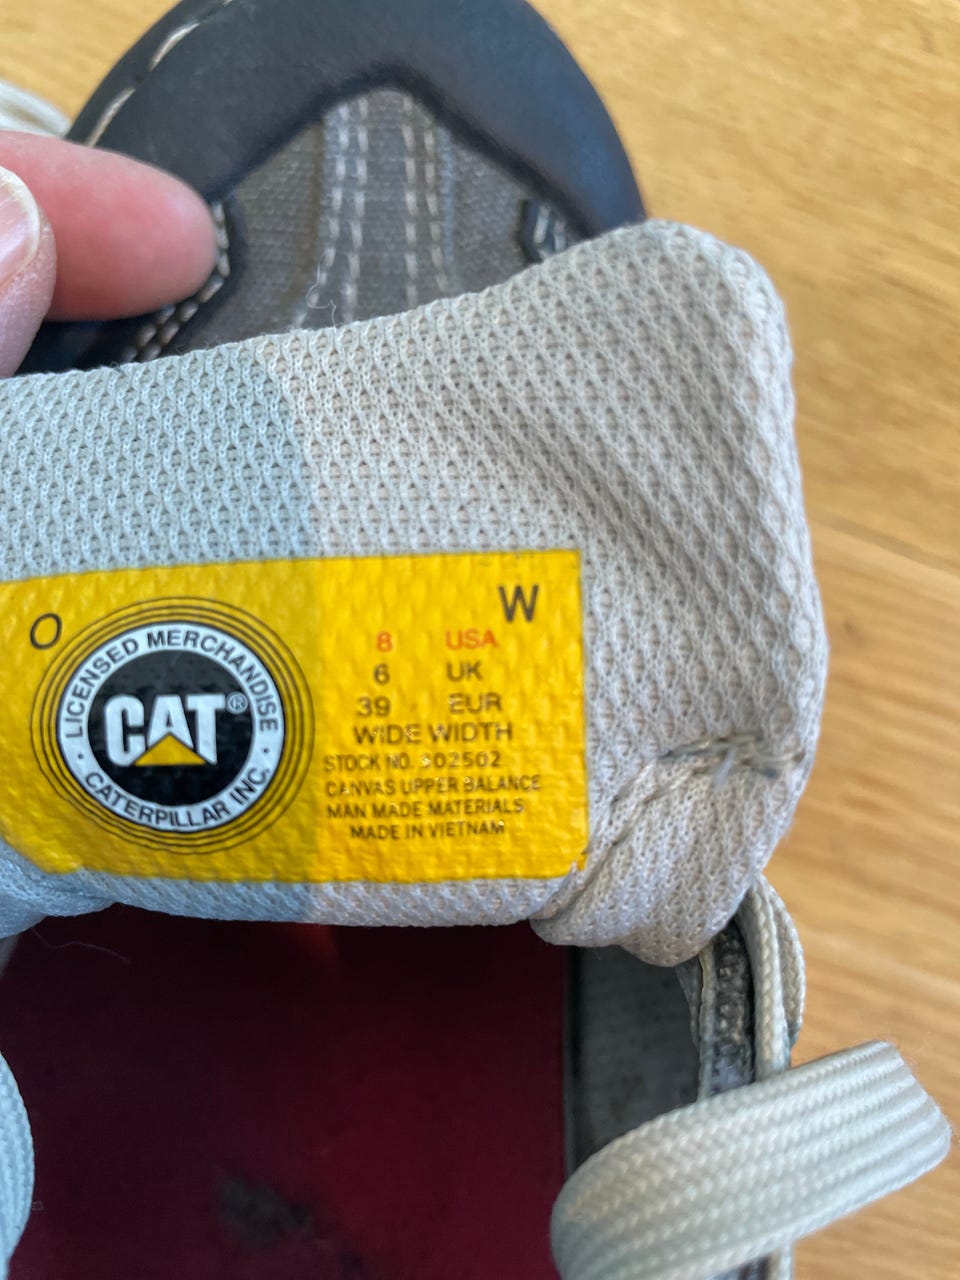 O
W
LICENSED MERCHANDISE
CAT®
· CATERPILLAR INC. ·
8 USA
6 UK
39 EUR
WIDE WIDTH
STOCK NO. 302502
CANVAS UPPER BALANCE
MAN MADE MATERIALS
MADE IN VIETNAM